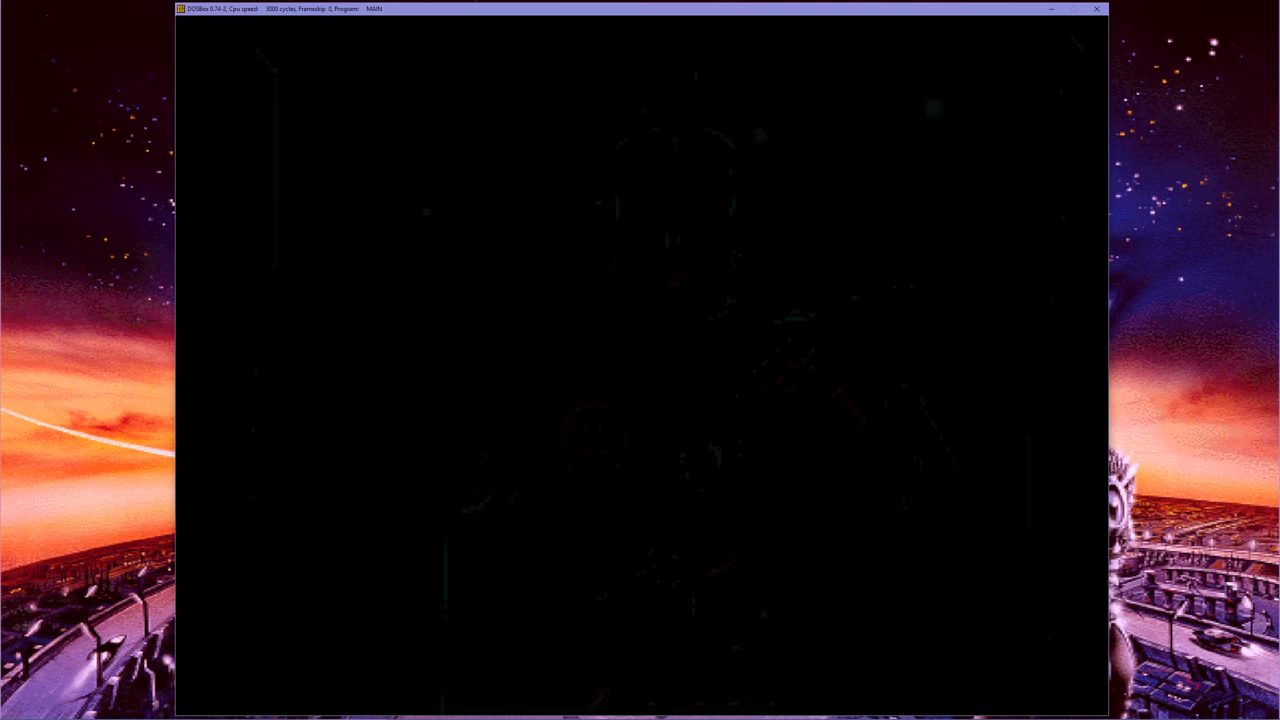 DOSBox 0.74-2, Cpu speed: 3000 cycles, Frameskip 0, Program: MAIN